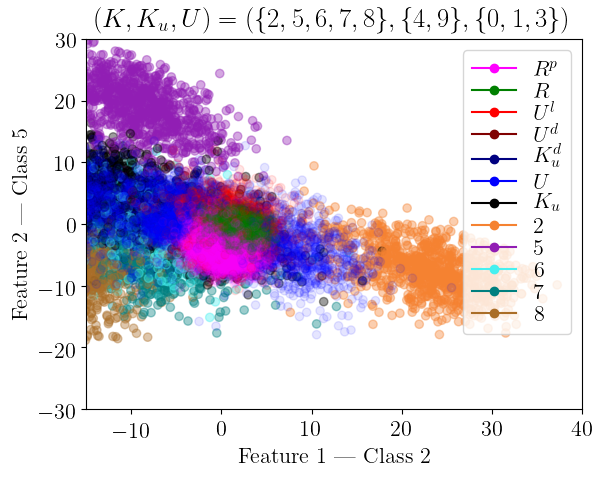 (K, K_u, U) = ({2, 5, 6, 7, 8}, {4, 9}, {0, 1, 3})
Feature 2 — Class 5
30
20
10
0
−10
−20
−30
R^p
R
U^l
U^d
K_u^d
U
K_u
2
5
6
7
8
−10 0 10 20 30 40
Feature 1 — Class 2